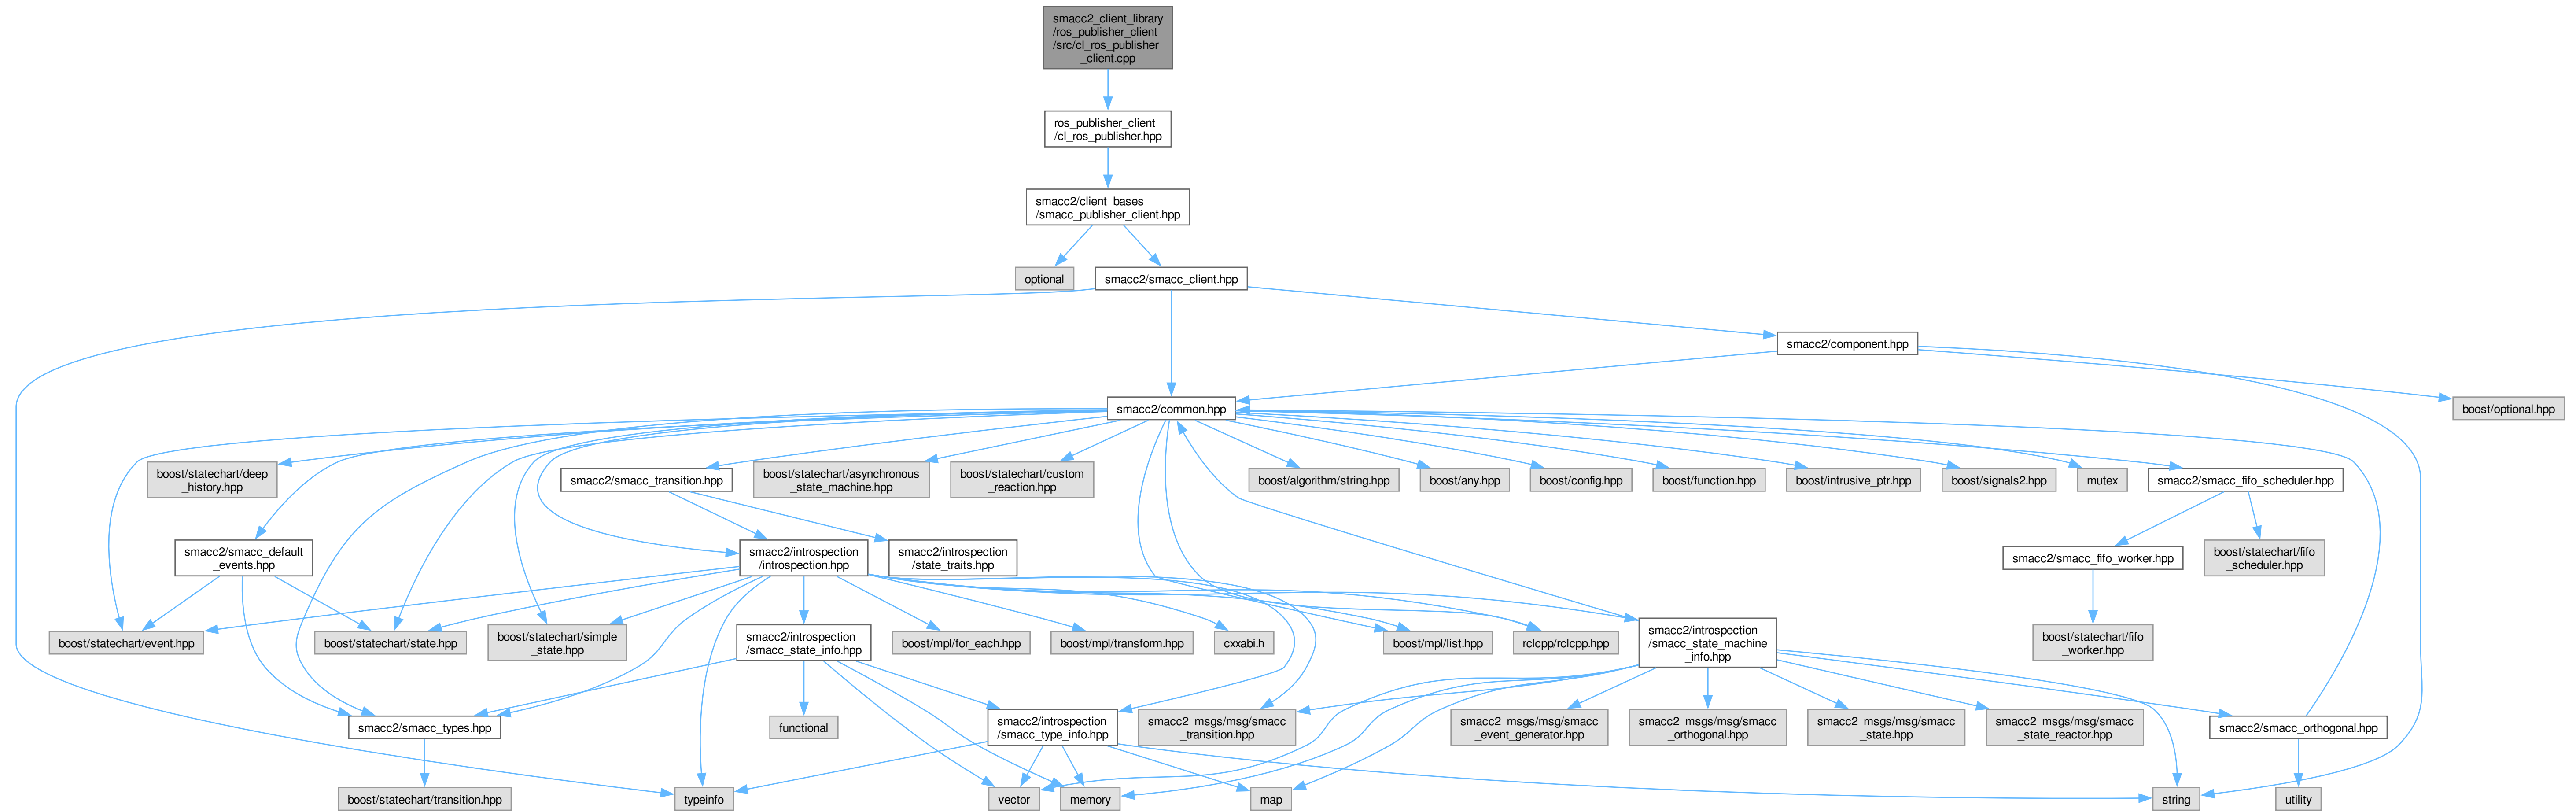 smacc2_client_library
/ros_publisher_client
/src/cl_ros_publisher
_client.cpp
ros_publisher_client
/cl_ros_publisher.hpp
smacc2/client_bases
/smacc_publisher_client.hpp
optional
smacc2/smacc_client.hpp
smacc2/component.hpp
smacc2/common.hpp
boost/optional.hpp
boost/statechart/deep
_history.hpp
smacc2/smacc_transition.hpp
boost/statechart/asynchronous
_state_machine.hpp
boost/statechart/custom
_reaction.hpp
boost/algorithm/string.hpp
boost/any.hpp
boost/config.hpp
boost/function.hpp
boost/intrusive_ptr.hpp
boost/signals2.hpp
mutex
smacc2/smacc_fifo_scheduler.hpp
smacc2/smacc_default
_events.hpp
smacc2/introspection
/introspection.hpp
smacc2/introspection
/state_traits.hpp
smacc2/smacc_fifo_worker.hpp
boost/statechart/fifo
_scheduler.hpp
boost/statechart/event.hpp
boost/statechart/state.hpp
boost/statechart/simple
_state.hpp
smacc2/introspection
/smacc_state_info.hpp
boost/mpl/for_each.hpp
boost/mpl/transform.hpp
cxxabi.h
boost/mpl/list.hpp
rclcpp/rclcpp.hpp
smacc2/introspection
/smacc_state_machine
_info.hpp
boost/statechart/fifo
_worker.hpp
smacc2/smacc_types.hpp
functional
smacc2/introspection
/smacc_type_info.hpp
smacc2_msgs/msg/smacc
_transition.hpp
smacc2_msgs/msg/smacc
_event_generator.hpp
smacc2_msgs/msg/smacc
_orthogonal.hpp
smacc2_msgs/msg/smacc
_state.hpp
smacc2_msgs/msg/smacc
_state_reactor.hpp
smacc2/smacc_orthogonal.hpp
boost/statechart/transition.hpp
typeinfo
vector
memory
map
string
utility